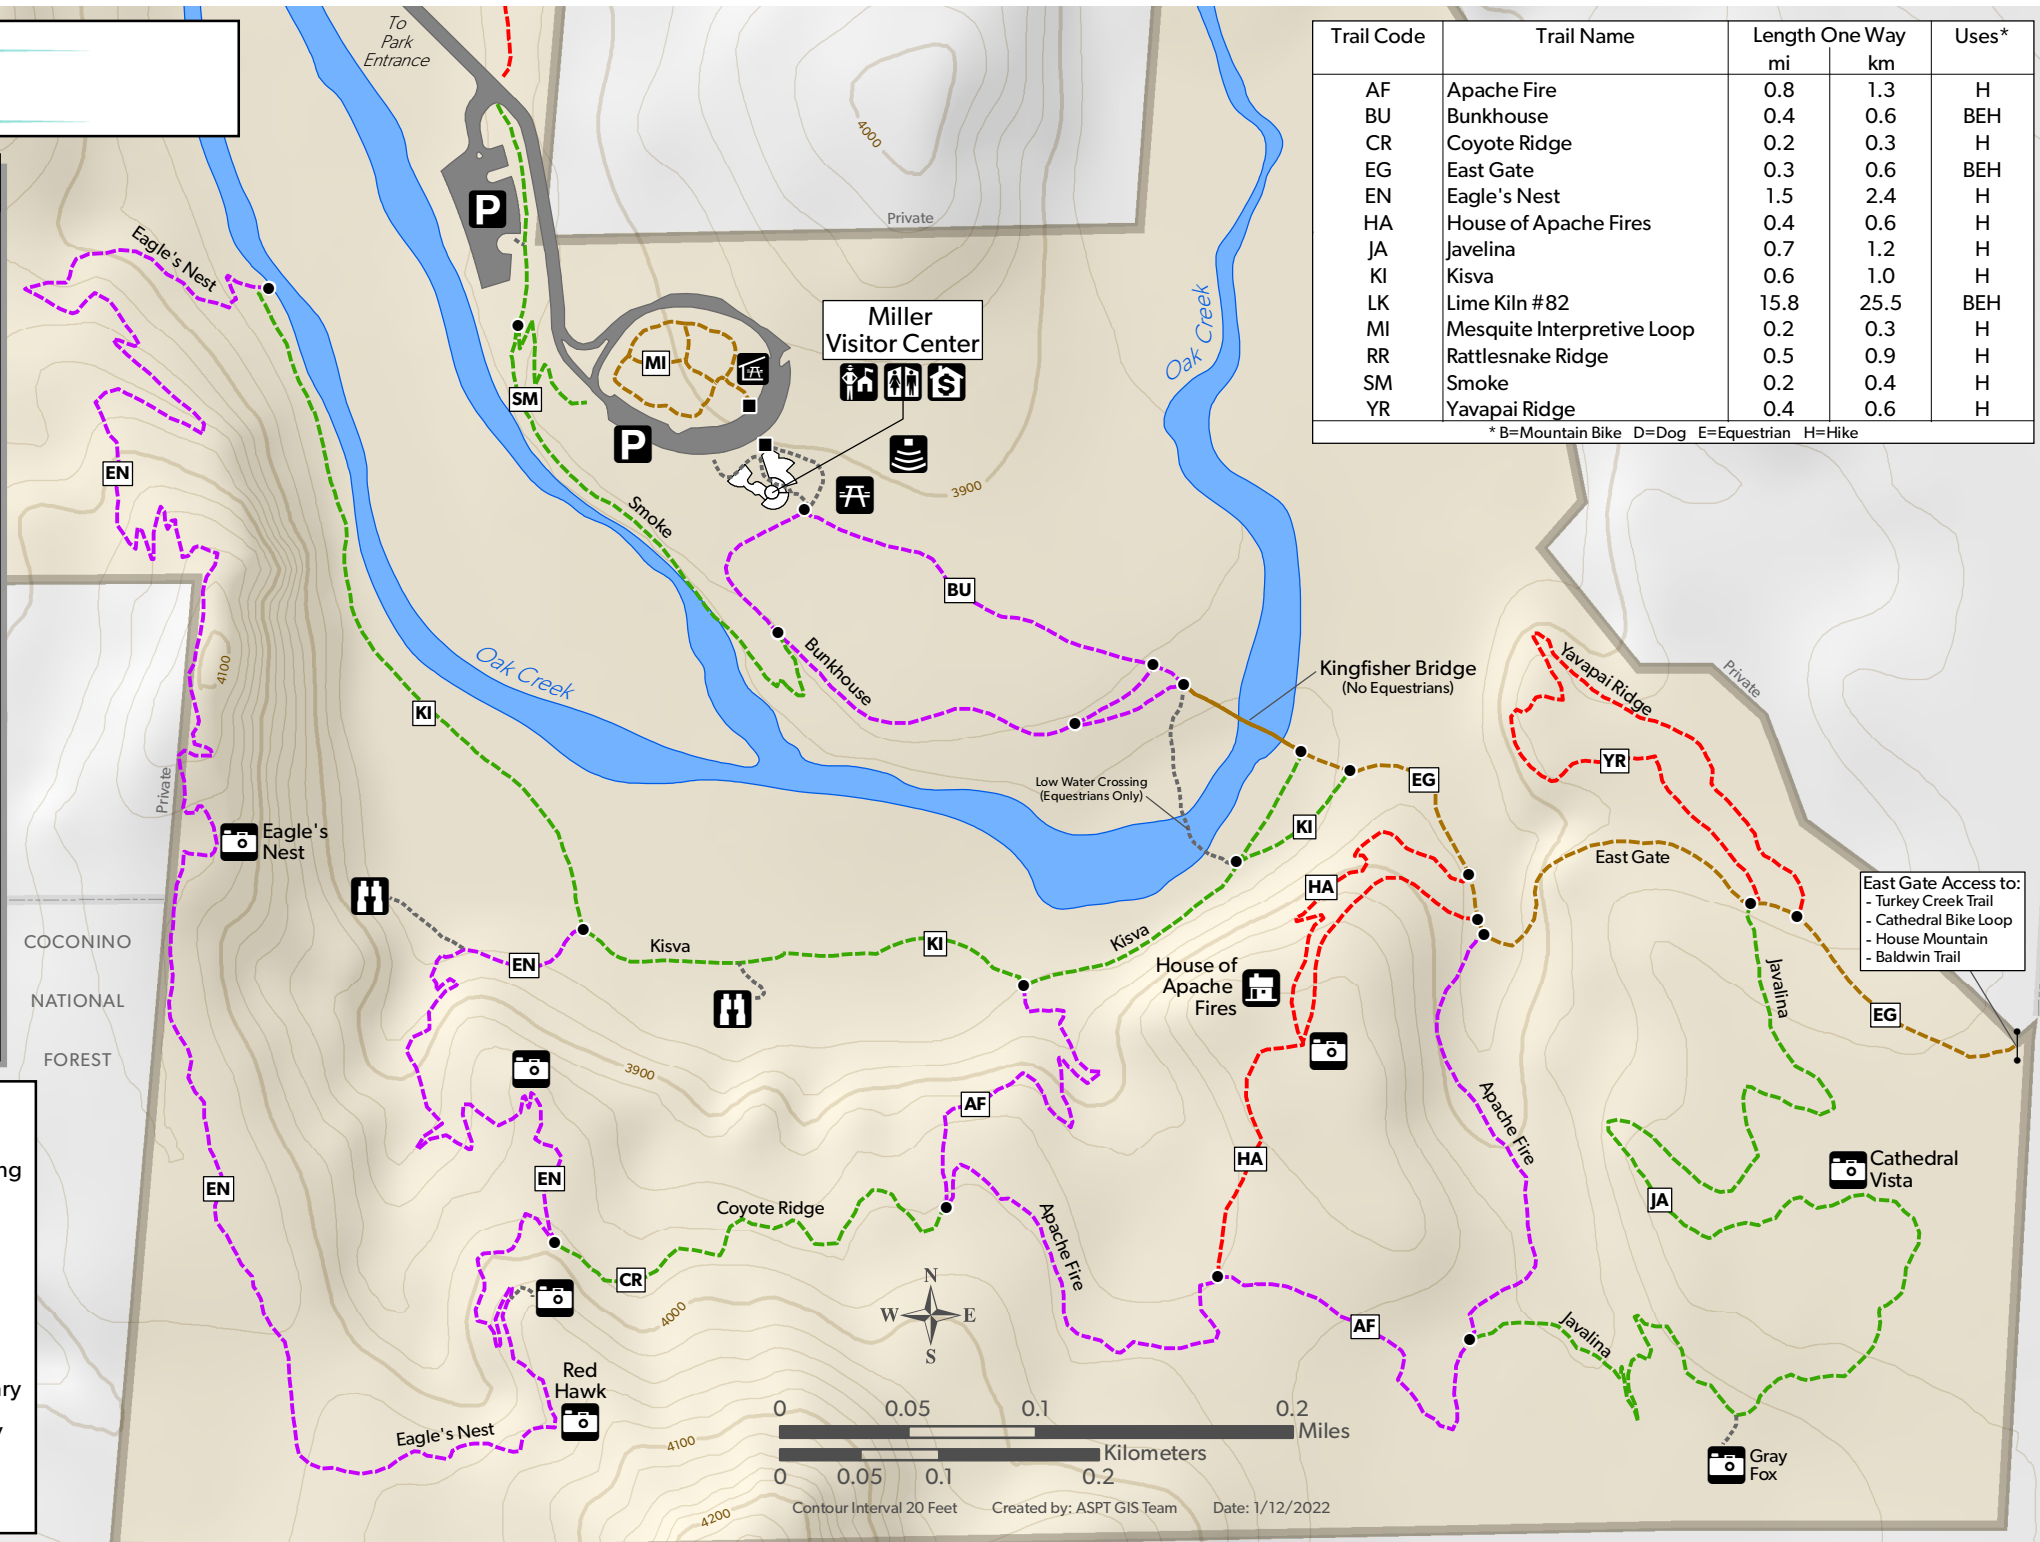 To
Park
Entrance
Trail Code Trail Name Length One Way Uses*
mi km
AF Apache Fire 0.8 1.3 H
BU Bunkhouse 0.4 0.6 BEH
CR Coyote Ridge 0.2 0.3 H
EG East Gate 0.3 0.6 BEH
EN Eagle's Nest 1.5 2.4 H
HA House of Apache Fires 0.4 0.6 H
JA Javelina 0.7 1.2 H
KI Kisva 0.6 1.0 H
LK Lime Kiln #82 15.8 25.5 BEH
MI Mesquite Interpretive Loop 0.2 0.3 H
RR Rattlesnake Ridge 0.5 0.9 H
SM Smoke 0.2 0.4 H
YR Yavapai Ridge 0.4 0.6 H
* B=Mountain Bike D=Dog E=Equestrian H=Hike
4000
P
Private
Eagle's Nest
Miller
Visitor Center
Oak Creek
MI
$
SM
P
EN
3900
Smoke
BU
4100
Oak Creek
Bunkhouse
Kingfisher Bridge
(No Equestrians)
Yavapai Ridge
Private
KI
YR
Private
Low Water Crossing
(Equestrians Only)
EG
KI
Eagle's
Nest
East Gate
HA
East Gate Access to:
- Turkey Creek Trail
- Cathedral Bike Loop
- House Mountain
- Baldwin Trail
COCONINO
NATIONAL
FOREST
EN
Kisva
KI
Kisva
House of
Apache
Fires
Javalina
EG
3900
AF
Apache Fire
HA
ng
EN
EN
Cathedral
Vista
JA
Coyote Ridge
Apache Fire
CR
4000
N
W E
S
AF
Javalina
Red
Hawk
ry
Eagle's Nest
0 0.05 0.1 0.2
Miles
Kilometers
0 0.05 0.1 0.2
4100
Gray
Fox
Contour Interval 20 Feet Created by: ASPT GIS Team Date: 1/12/2022
4200